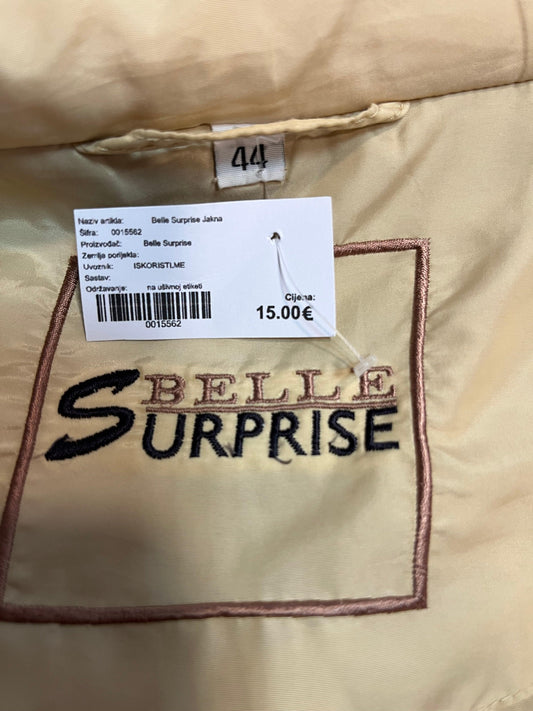 44
Naziv artikla: Belle Surprise Jakna
Šifra: 0015562
Proizvođač: Belle Surprise
Zemlja porijekla:
Uvoznik: ISKORISTI.ME
Sastav:
Održavanje: na ušivnoj etiketi
Cijena:
15.00€
0015562
BELLE
SURPRISE